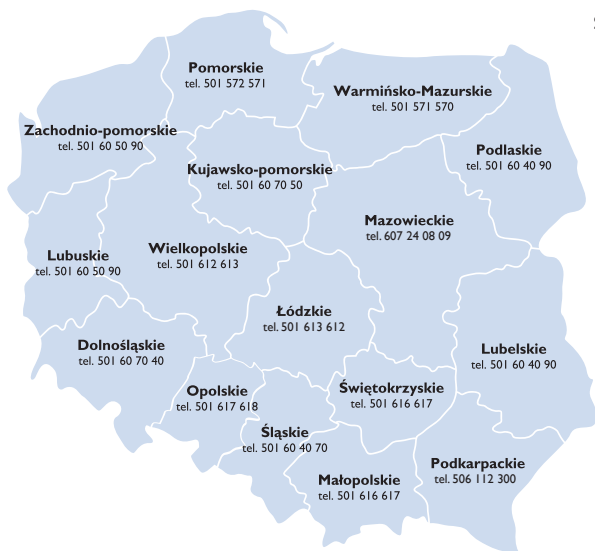 Pomorskie
tel. 501 572 571
Warmińsko-Mazurskie
tel. 501 571 570
Zachodnio-pomorskie
tel. 501 60 50 90
Podlaskie
tel. 501 60 40 90
Kujawsko-pomorskie
tel. 501 60 70 50
Mazowieckie
tel. 607 24 08 09
Lubuskie
tel. 501 60 50 90
Wielkopolskie
tel. 501 612 613
Łódzkie
tel. 501 613 612
Dolnośląskie
tel. 501 60 70 40
Lubelskie
tel. 501 60 40 90
Opolskie
tel. 501 617 618
Świętokrzyskie
tel. 501 616 617
Śląskie
tel. 501 60 40 70
Małopolskie
tel. 501 616 617
Podkarpackie
tel. 506 112 300